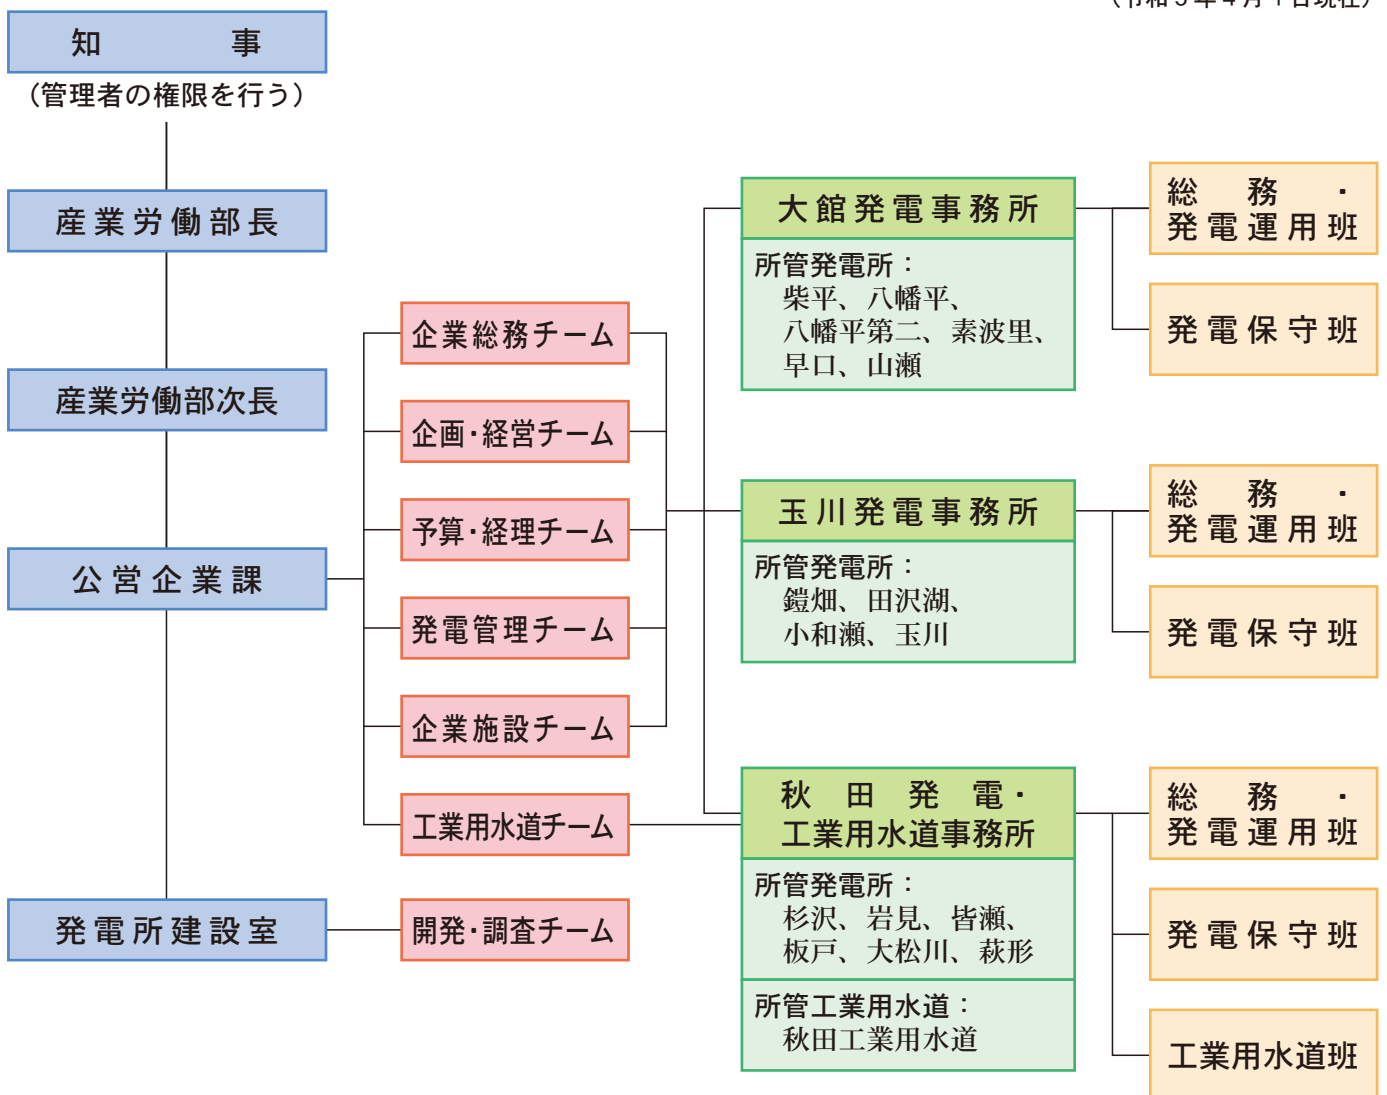 (令和5年4月1日現在)
知　　　事
(管理者の権限を行う)
産業労働部長
産業労働部次長
公営企業課
発電所建設室
企業総務チーム
企画・経営チーム
予算・経理チーム
発電管理チーム
企業施設チーム
工業用水道チーム
開発・調査チーム
大館発電事務所
所管発電所：
柴平、八幡平、
八幡平第二、素波里、
早口、山瀬
総　務　・
発電運用班
発電保守班
玉川発電事務所
所管発電所：
鎧畑、田沢湖、
小和瀬、玉川
総　務　・
発電運用班
発電保守班
秋　田　発　電・
工業用水道事務所
所管発電所：
杉沢、岩見、皆瀬、
板戸、大松川、萩形
所管工業用水道：
秋田工業用水道
総　務　・
発電運用班
発電保守班
工業用水道班